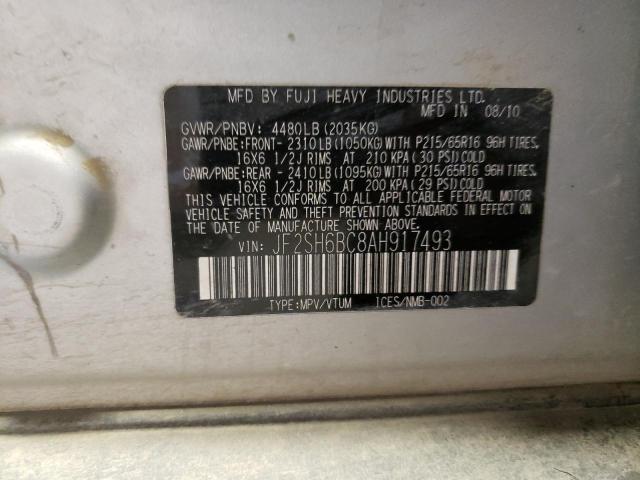 MFD BY FUJI HEAVY INDUSTRIES LTD.
MFD IN 08/10
GVWR/PNBV: 4480LB(2035KG)
GAWR/PNBE:FRONT- 2310LB(1050KG)WITH P215/65R16 96H TIRES,
16X6 1/2J RIMS AT 210 KPA(30 PSI)COLD
GAWR/PNBE:REAR - 2410LB(1095KG)WITH P215/65R16 96H TIRES,
16X6 1/2J RIMS AT 200 KPA(29 PSI)COLD
THIS VEHICLE CONFORMS TO ALL APPLICABLE FEDERAL MOTOR
VEHICLE SAFETY AND THEFT PREVENTION STANDARDS IN EFFECT ON
THE DATE OF MANUFACTURE SHOWN ABOVE.
VIN: JF2SH6BC8AH917493
TYPE:MPV/VTUM ICES/NMB-002